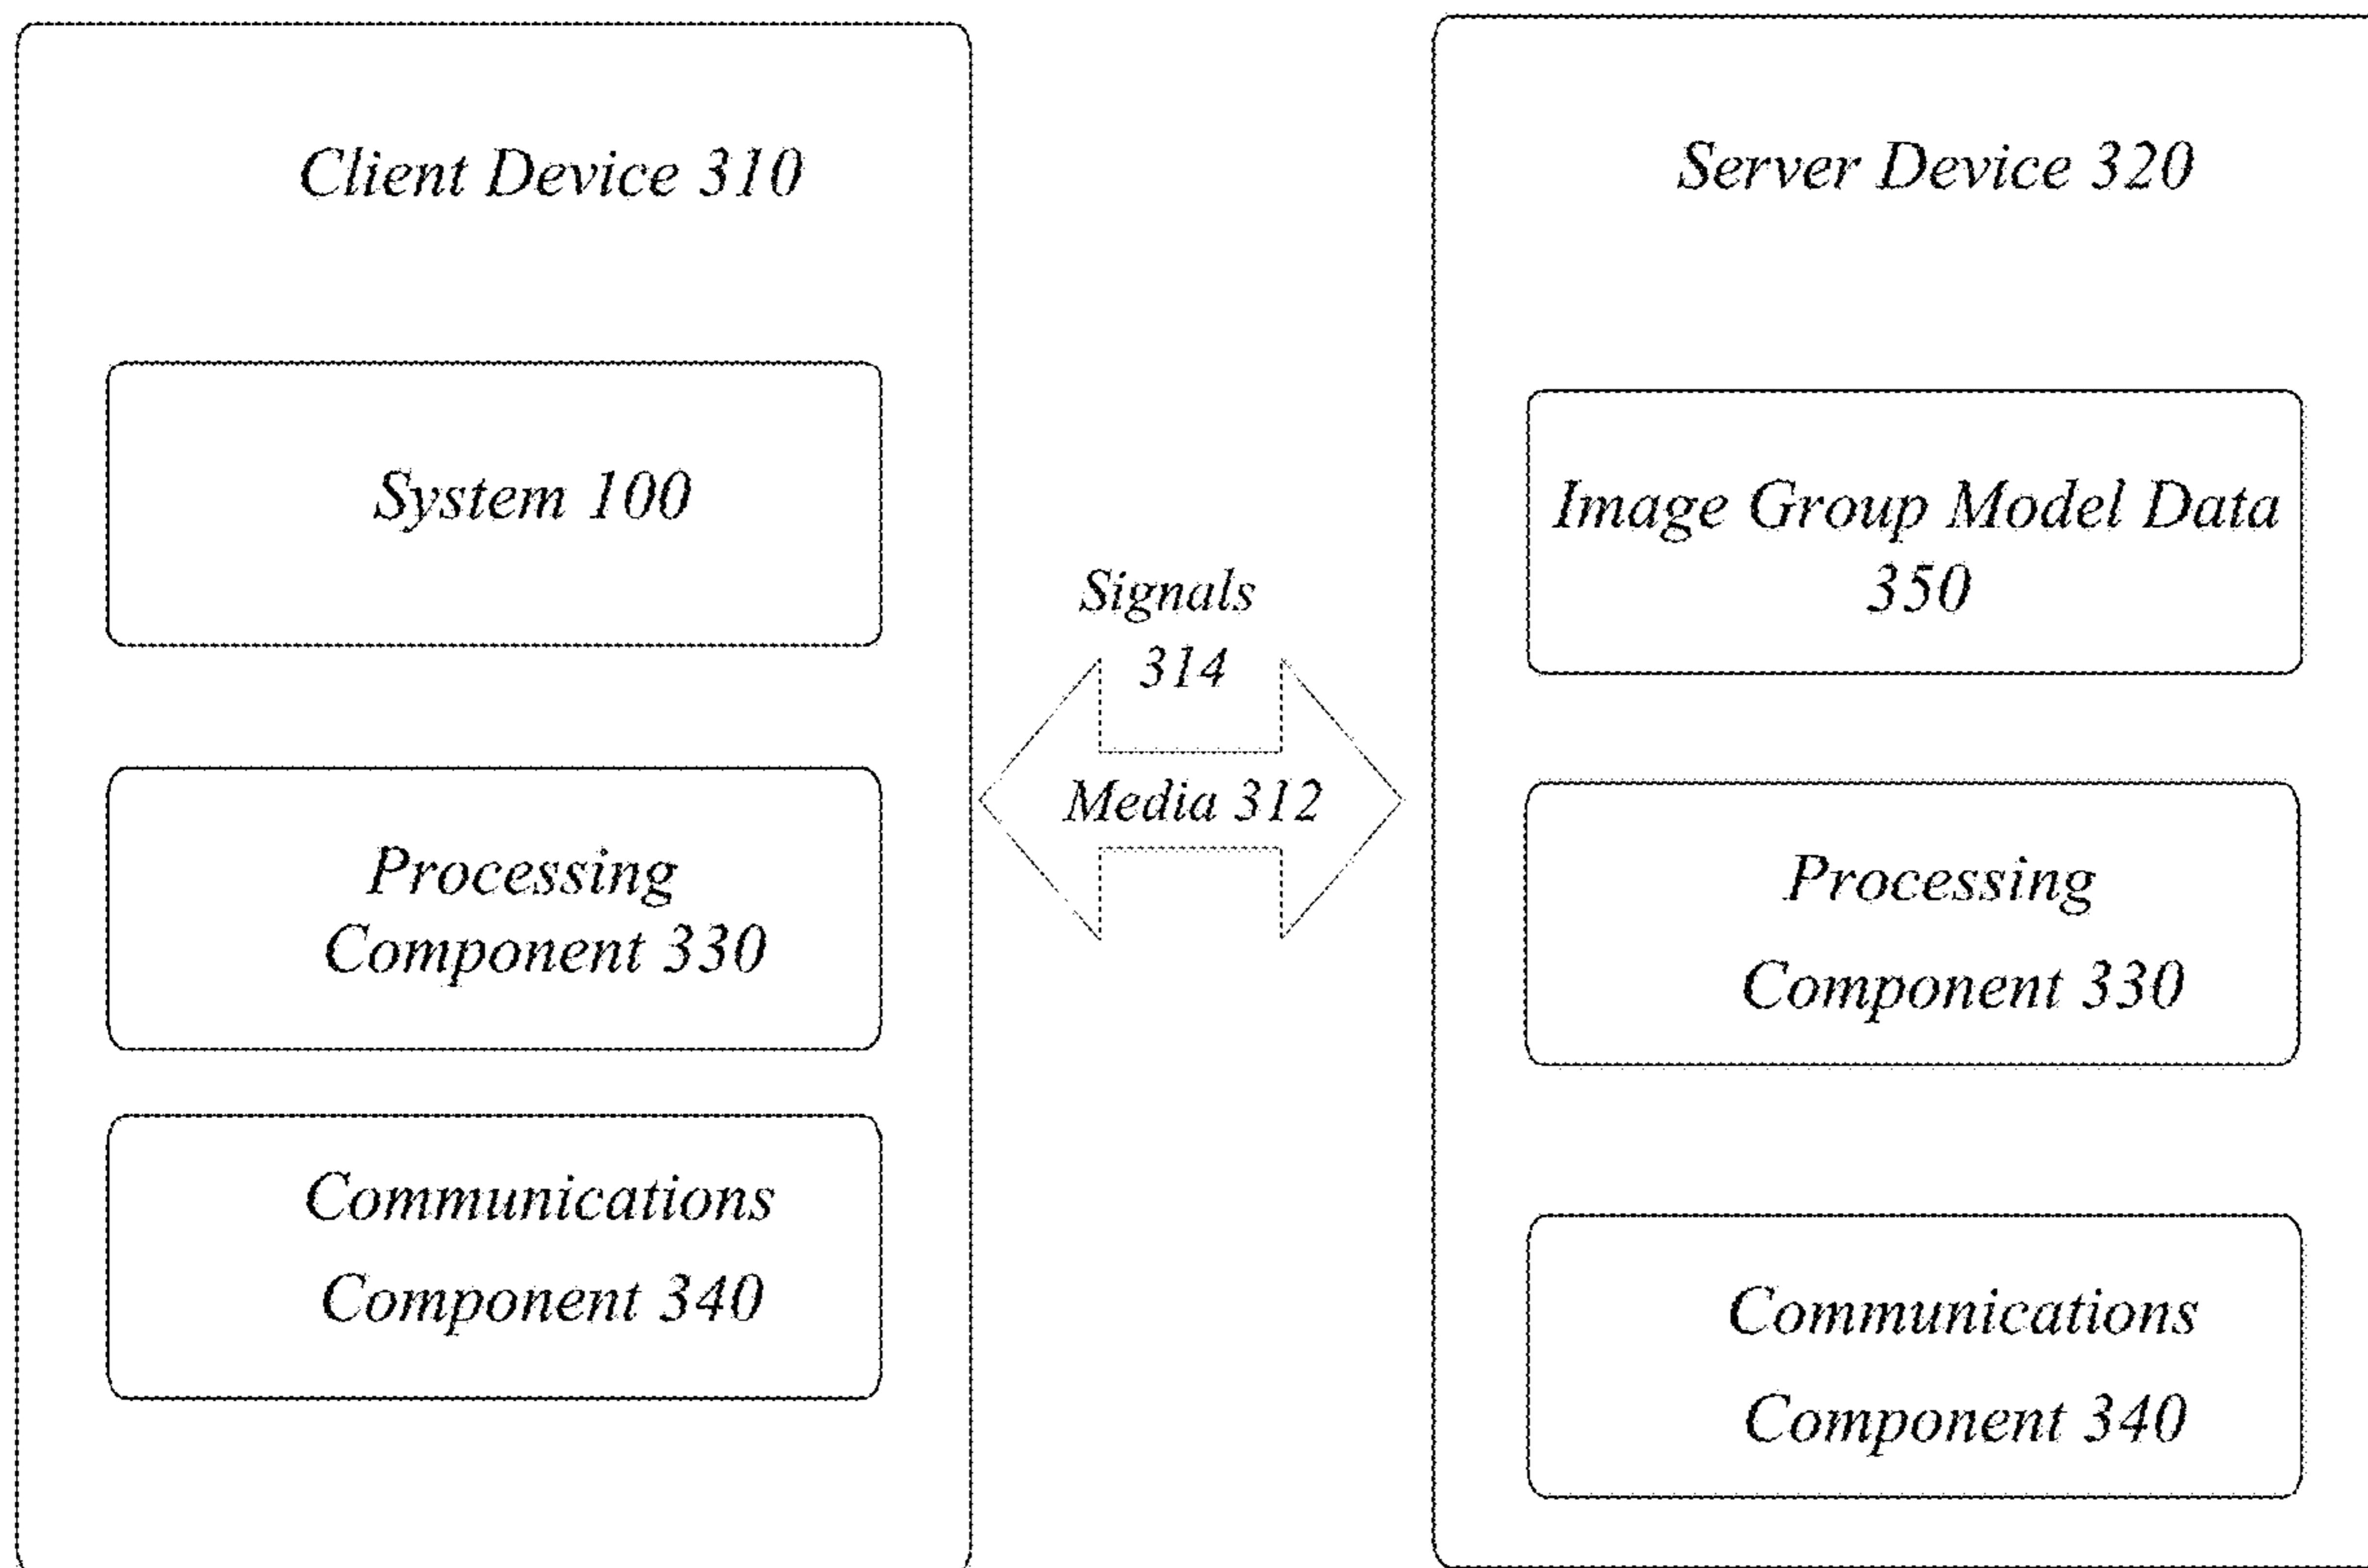 Client Device 310
System 100
Processing
Component 330
Communications
Component 340
Signals
314
Media 312
Server Device 320
Image Group Model Data
350
Processing
Component 330
Communications
Component 340